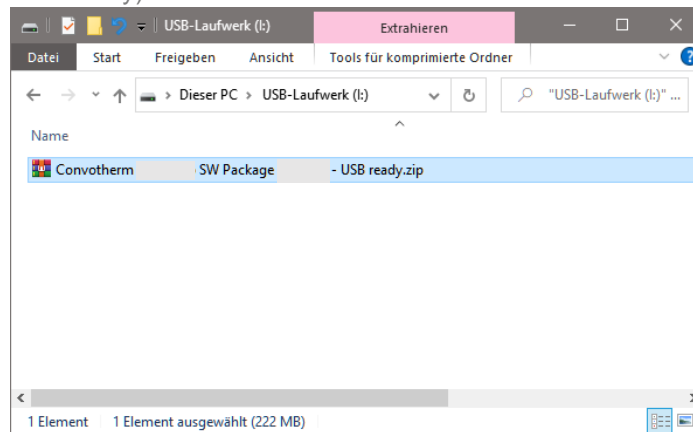 USB-Laufwerk (I:)
Extrahieren
Datei Start Freigeben Ansicht Tools für komprimierte Ordner ?
Dieser PC > USB-Laufwerk (I:) "USB-Laufwerk (I:)" ...
Name
Convotherm SW Package - USB ready.zip
1 Element 1 Element ausgewählt (222 MB)